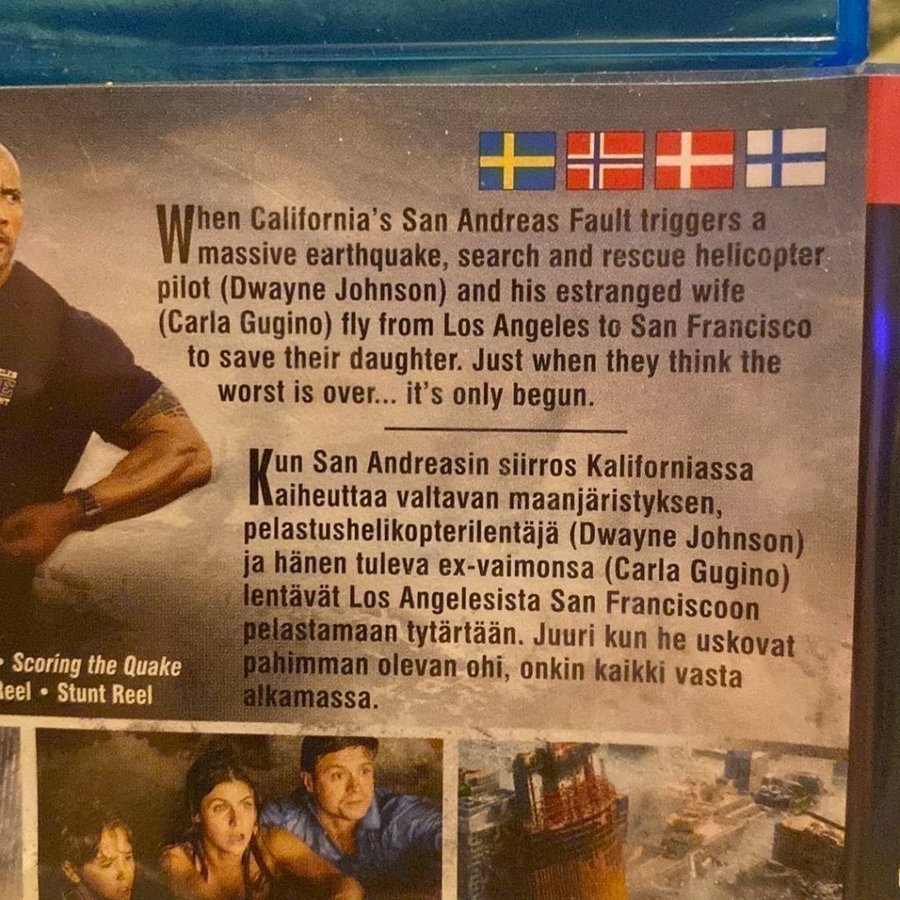 When California's San Andreas Fault triggers a
massive earthquake, search and rescue helicopter
pilot (Dwayne Johnson) and his estranged wife
(Carla Gugino) fly from Los Angeles to San Francisco
to save their daughter. Just when they think the
worst is over... it's only begun.
Kun San Andreasin siirros Kaliforniassa
aiheuttaa valtavan maanjäristyksen,
pelastushelikopterilentäjä (Dwayne Johnson)
ja hänen tuleva ex-vaimonsa (Carla Gugino)
lentävät Los Angelesista San Franciscoon
pelastamaan tytärtään. Juuri kun he uskovat
pahimman olevan ohi, onkin kaikki vasta
alkamassa.
• Scoring the Quake
Reel • Stunt Reel